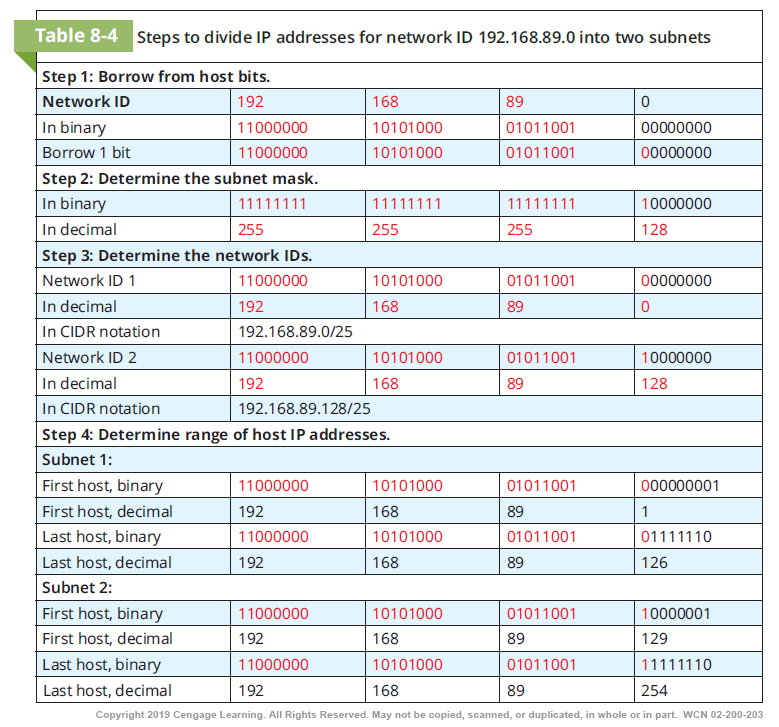 Table 8-4 Steps to divide IP addresses for network ID 192.168.89.0 into two subnets
Step 1: Borrow from host bits.
Network ID 192 168 89 0
In binary 11000000 10101000 01011001 00000000
Borrow 1 bit 11000000 10101000 01011001 00000000
Step 2: Determine the subnet mask.
In binary 11111111 11111111 11111111 10000000
In decimal 255 255 255 128
Step 3: Determine the network IDs.
Network ID 1 11000000 10101000 01011001 00000000
In decimal 192 168 89 0
In CIDR notation 192.168.89.0/25
Network ID 2 11000000 10101000 01011001 10000000
In decimal 192 168 89 128
In CIDR notation 192.168.89.128/25
Step 4: Determine range of host IP addresses.
Subnet 1:
First host, binary 11000000 10101000 01011001 000000001
First host, decimal 192 168 89 1
Last host, binary 11000000 10101000 01011001 01111110
Last host, decimal 192 168 89 126
Subnet 2:
First host, binary 11000000 10101000 01011001 10000001
First host, decimal 192 168 89 129
Last host, binary 11000000 10101000 01011001 11111110
Last host, decimal 192 168 89 254
Copyright 2019 Cengage Learning. All Rights Reserved. May not be copied, scanned, or duplicated, in whole or in part. WCN 02-200-203